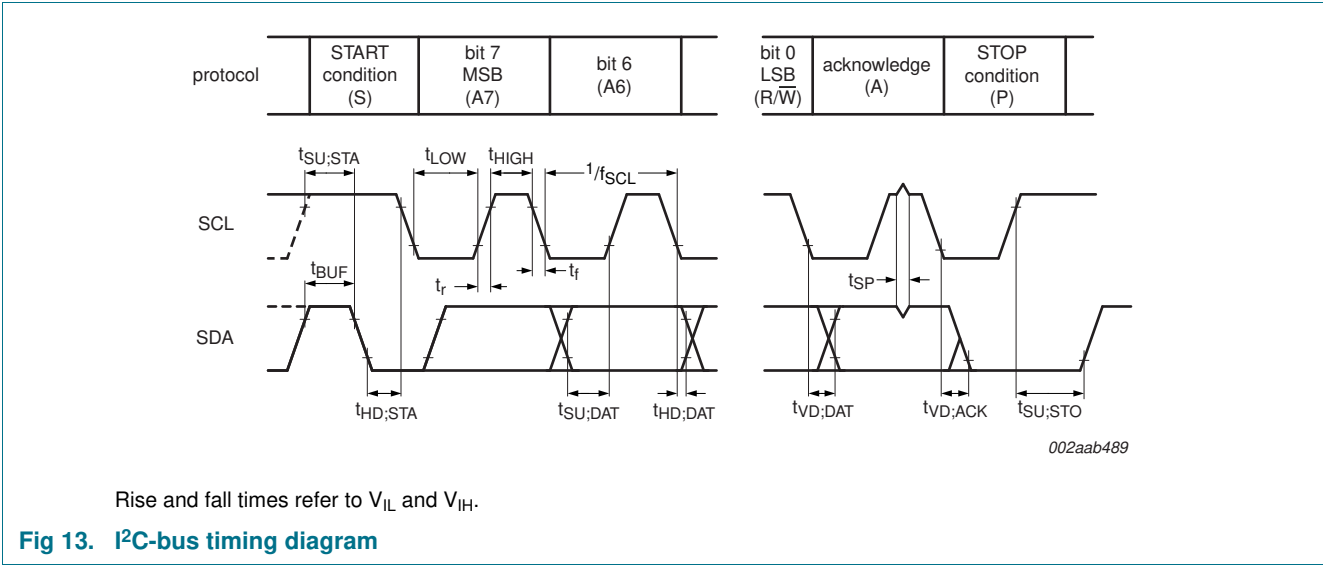 protocol
START
condition
(S)
bit 7
MSB
(A7)
bit 6
(A6)
bit 0
LSB
(R/W̅)
acknowledge
(A)
STOP
condition
(P)
tSU;STA
tLOW
tHIGH
1/fSCL
SCL
tBUF
tr
tf
tSP
SDA
tHD;STA
tSU;DAT
tHD;DAT
tVD;DAT
tVD;ACK
tSU;STO
002aab489
Rise and fall times refer to VIL and VIH.
Fig 13. I²C-bus timing diagram